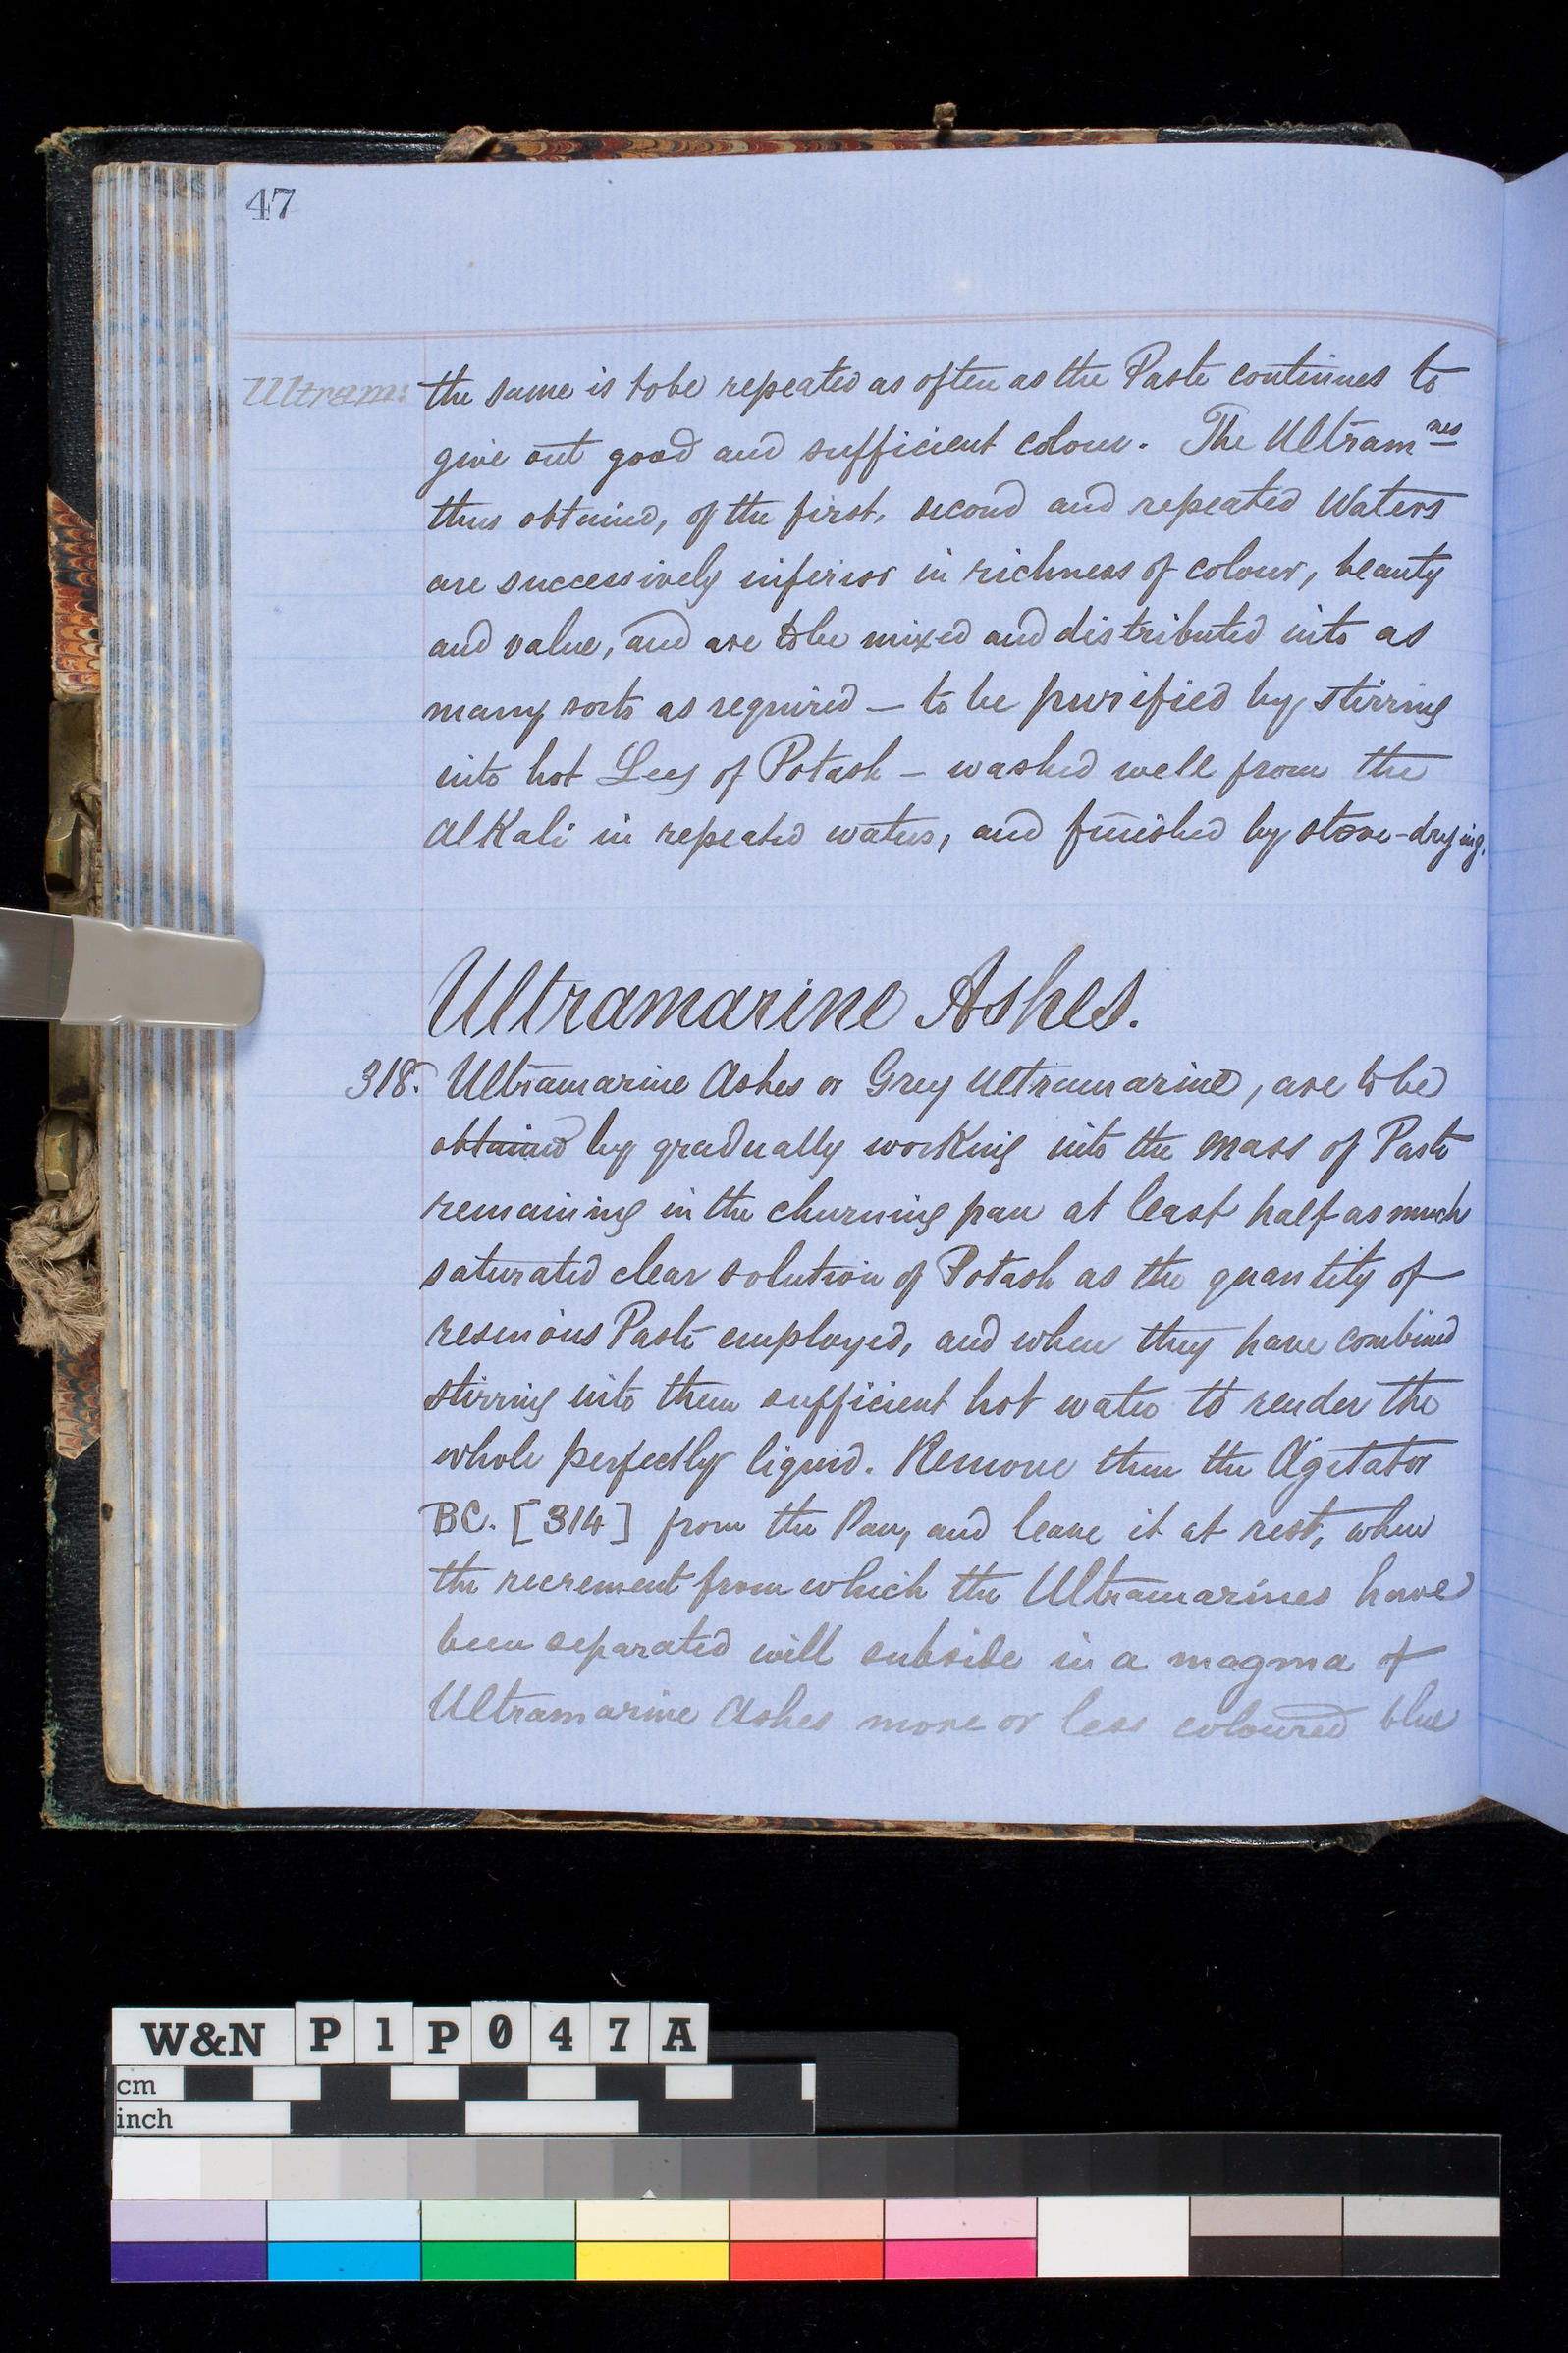 47
Ultram: the same is to be repeated as often as the Paste continues to
give out good and sufficient colour. The Ultram nes
thus obtained, of the first, second and repeated Waters
are successively inferior in richness of colour, beauty
and value, and are to be mixed and distributed into as
many sorts as required — to be purified by stirring
into hot Leys of Potash — washed well from the
AlKali in repeated waters, and finished by stove-drying.
Ultramarine Ashes.
318. Ultramarine Ashes or Grey Ultramarine, are to be
obtained by gradually working into the mass of Paste
remaining in the churning pan at least half as much
saturated clear solution of Potash as the quantity of
resinous Paste employed, and when they have combined
stirring into them sufficient hot water to render the
whole perfectly liquid. Remove then the Agitator
BC. [314] from the Pan, and leave it at rest, when
the recrement from which the Ultramarines have
been separated will subside in a magma of
Ultramarine Ashes more or less coloured blue
W&N P1P047A
cm
inch